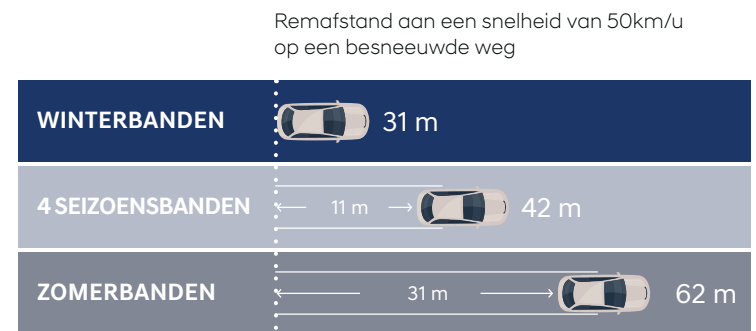 Remafstand aan een snelheid van 50km/u
op een besneeuwde weg
WINTERBANDEN
31 m
4 SEIZOENSBANDEN
11 m
42 m
ZOMERBANDEN
31 m
62 m